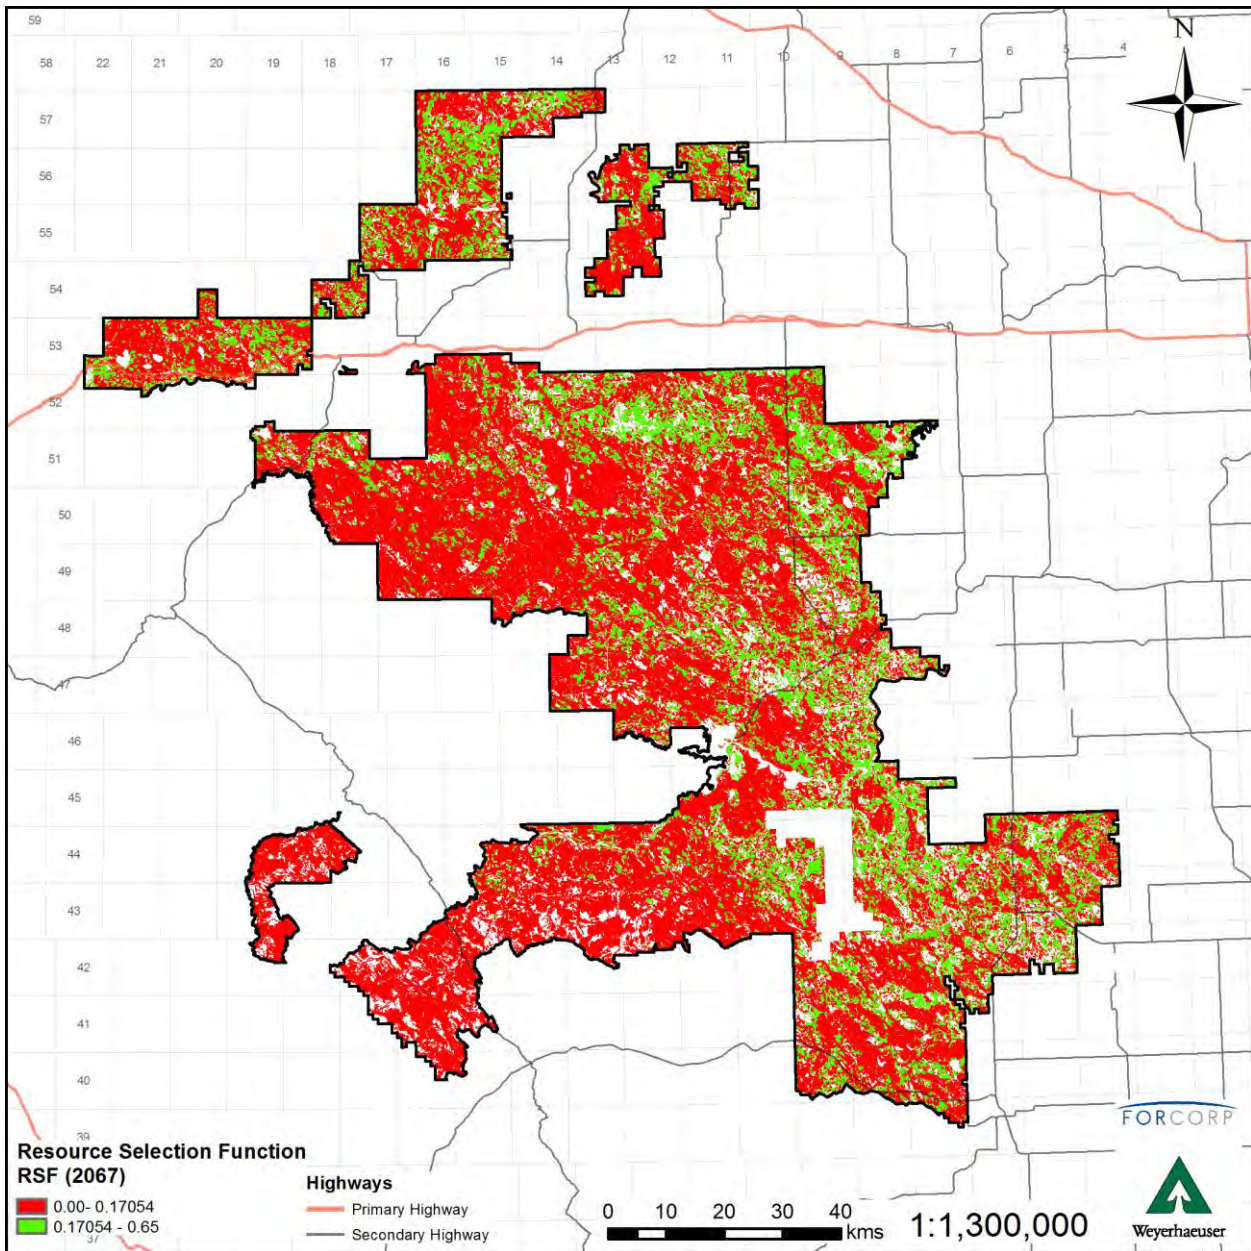 59
58 22 21 20 19 18 17 16 15 14 13 12 11 10 9 8 7 6 5 4
N
57
56
55
54
53
52
51
50
49
48
47
46
45
44
43
42
41
40
39
37
Resource Selection Function
RSF (2067)
0.00- 0.17054
0.17054 - 0.65
Highways
Primary Highway
Secondary Highway
0 10 20 30 40
kms
1:1,300,000
FORCORP
Weyerhaeuser